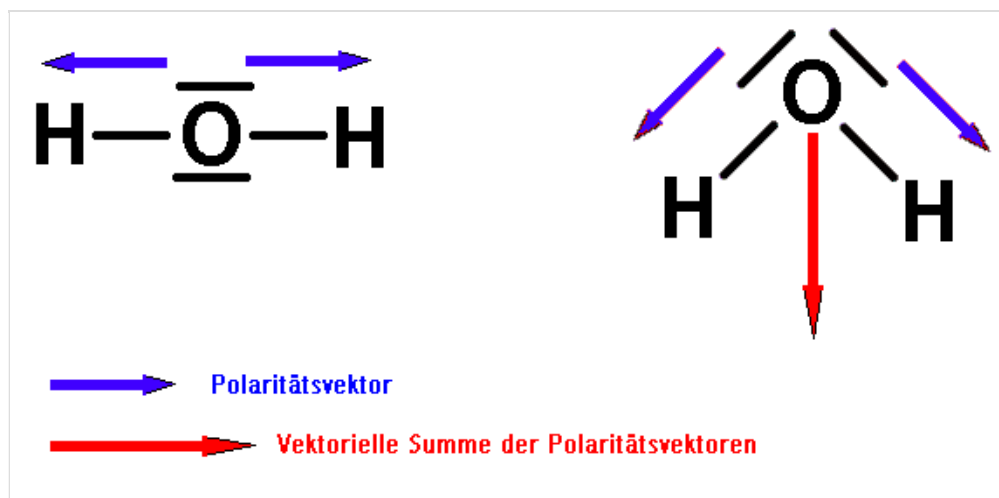 H O H
O
H H
Polaritätsvektor
Vektorielle Summe der Polaritätsvektoren